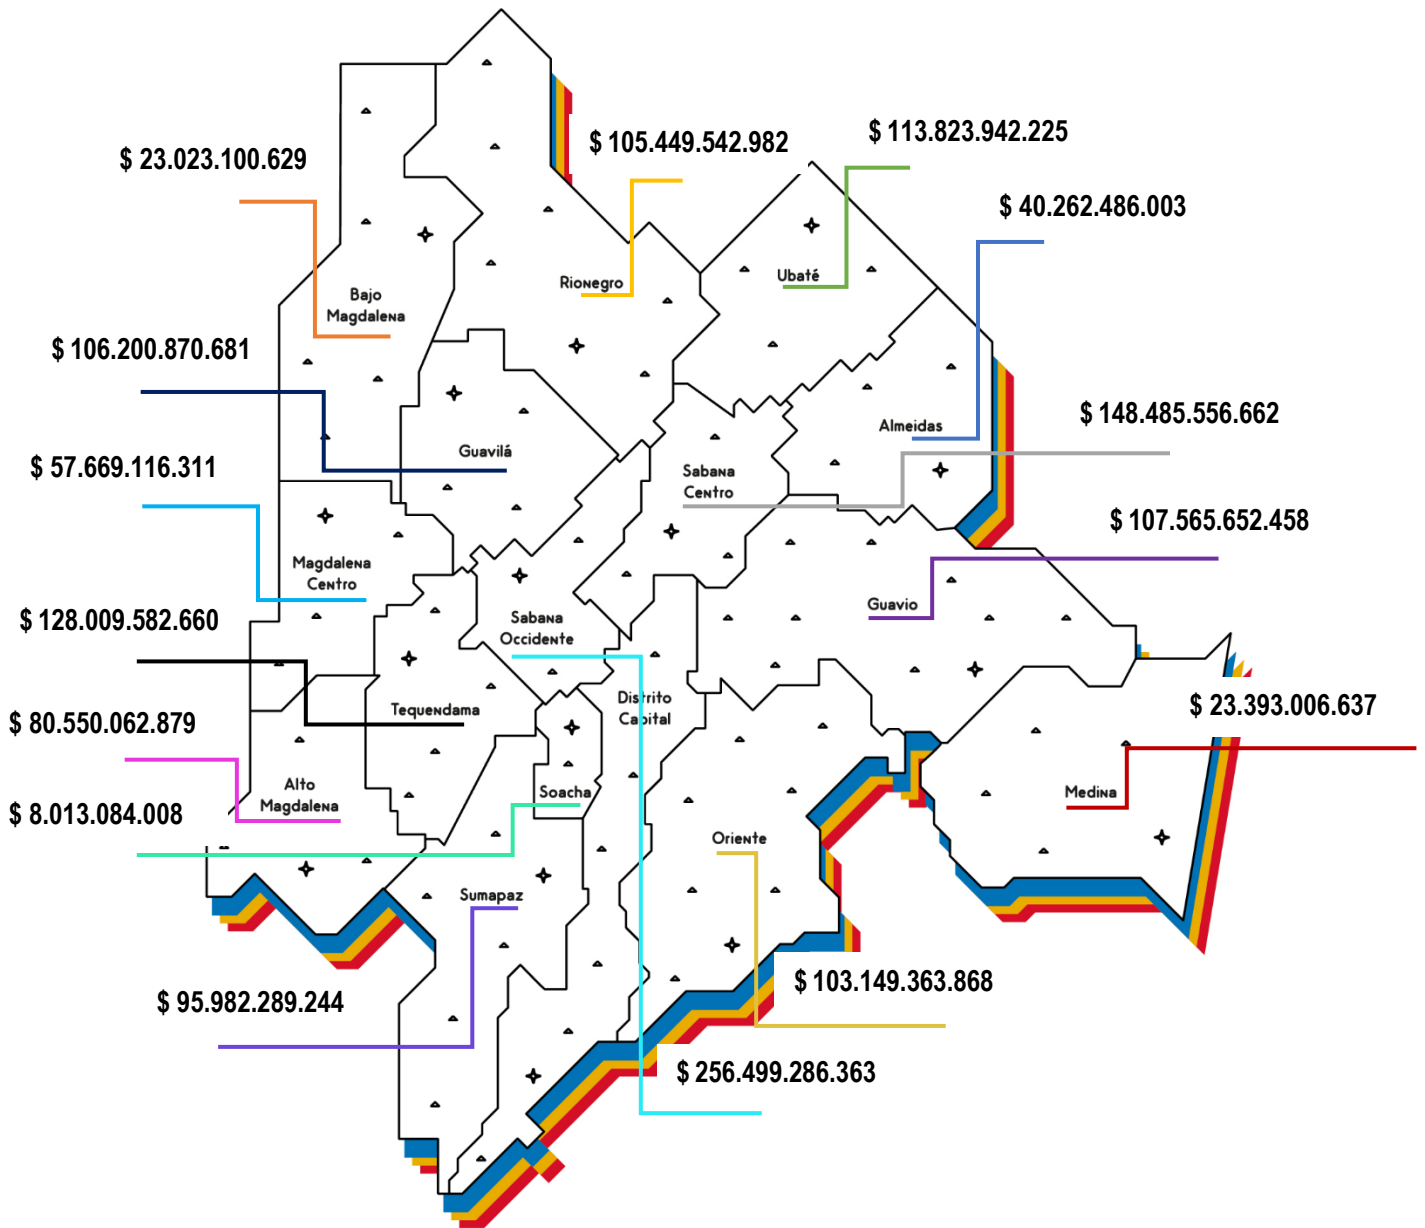 $ 113.823.942.225
$ 105.449.542.982
$ 23.023.100.629
$ 40.262.486.003
Ubaté
Rionegro
Bajo
Magdalena
$ 106.200.870.681
$ 148.485.556.662
Almeidas
Guavilá
$ 57.669.116.311
Sabana
Centro
$ 107.565.652.458
Magdalena
Centro
Guavio
$ 128.009.582.660
Sabana
Occidente
Distrito
Capital
$ 23.393.006.637
Tequendama
$ 80.550.062.879
Alto
Magdalena
Soacha
Medina
$ 8.013.084.008
Oriente
Sumapaz
$ 103.149.363.868
$ 95.982.289.244
$ 256.499.286.363